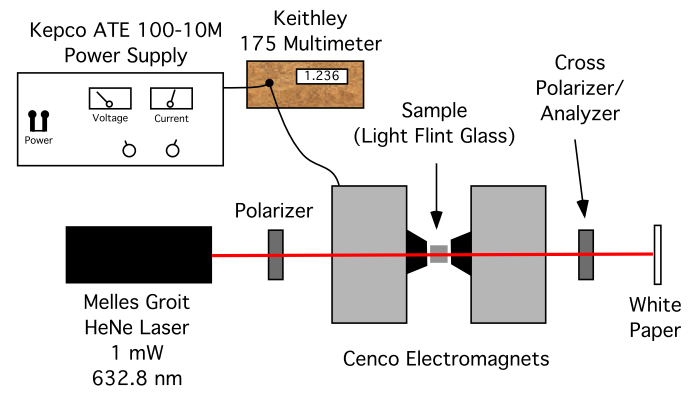 Kepco ATE 100-10M
Power Supply
Keithley
175 Multimeter
1.236
Voltage
Current
Power
Cross
Polarizer/
Analyzer
Sample
(Light Flint Glass)
Polarizer
Melles Groit
HeNe Laser
1 mW
632.8 nm
Cenco Electromagnets
White
Paper